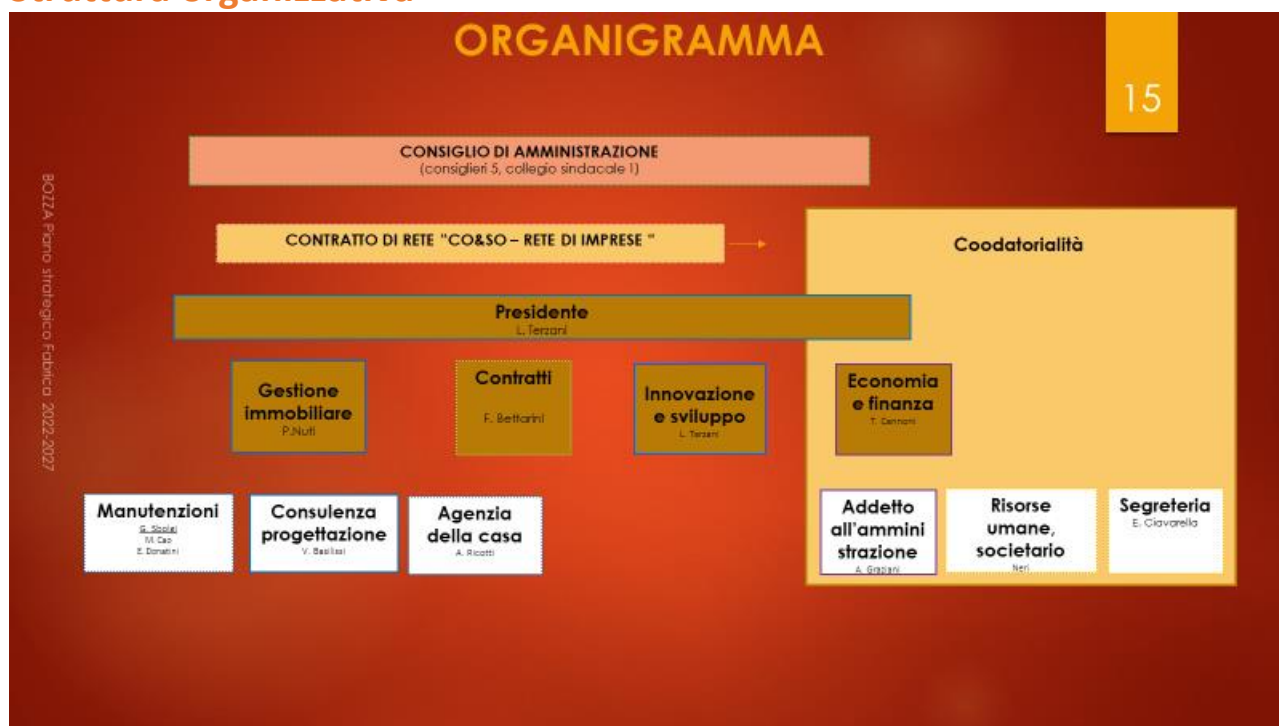 ORGANIGRAMMA
15
CONSIGLIO DI AMMINISTRAZIONE
(consiglieri 5, collegio sindacale 1)
CONTRATTO DI RETE "CO&SO – RETE DI IMPRESE "
Coodatorialità
Presidente
L. Terzani
Gestione
immobiliare
P.Nuti
Contratti
F. Bettarini
Innovazione
e sviluppo
L. Terzani
Economia
e finanza
T. Cannoni
Manutenzioni
G. Sbolgi
M. Cao
E. Donatini
Consulenza
progettazione
V. Basilissi
Agenzia
della casa
A. Ricotti
Addetto
all'ammini
strazione
A. Graziani
Risorse
umane,
societario
Neri
Segreteria
E. Ciavarella
BOZZA Piano strategico Fabrica 2022-2027